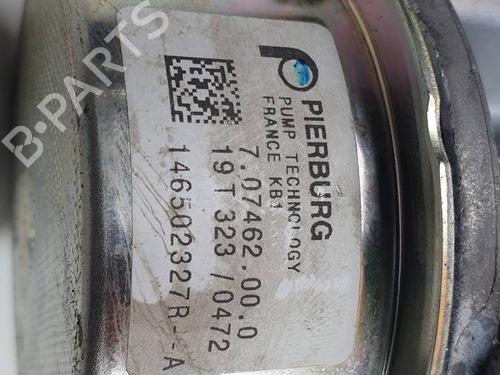 PIERBURG
PUMP TECHNOLOGY
FRANCE KB1
7.07462.00.0
19T 323 /0472
146502327R--A
B-PARTS